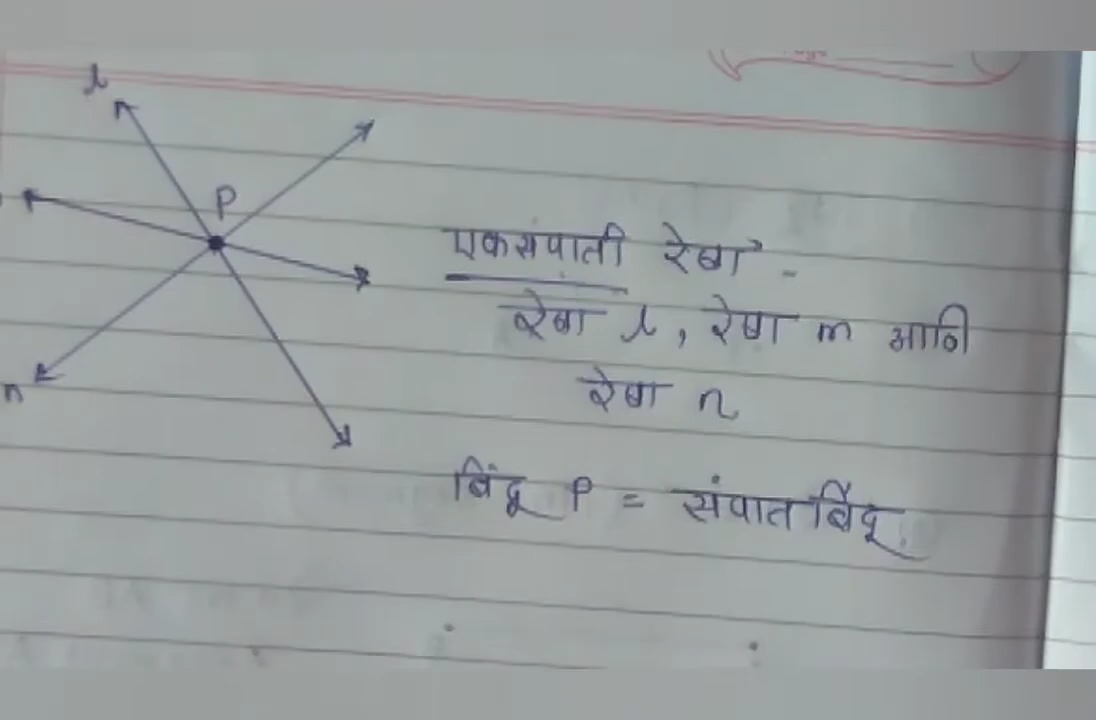 l
P
n
एकसंपाती रेषा -
रेषा l, रेषा m आणि
रेषा n
बिंदू P = संपात बिंदू.